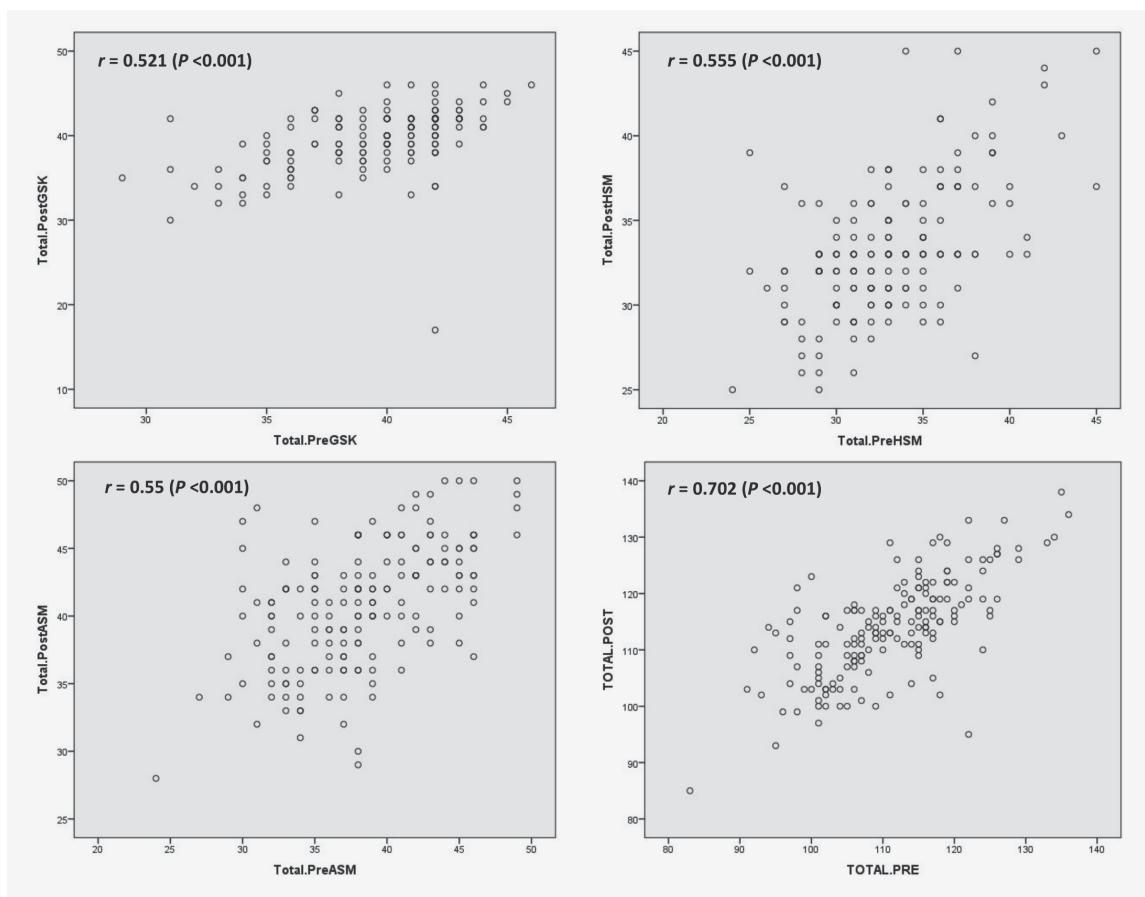 r = 0.521 (P <0.001)
50
40
30
20
10
Total.PostGSK
30 35 40 45
Total.PreGSK
r = 0.555 (P <0.001)
45
40
35
30
25
Total.PostHSM
20 25 30 35 40 45
Total.PreHSM
r = 0.55 (P <0.001)
50
45
40
35
30
25
Total.PostASM
20 25 30 35 40 45 50
Total.PreASM
r = 0.702 (P <0.001)
140
130
120
110
100
90
80
TOTAL.POST
80 90 100 110 120 130 140
TOTAL.PRE